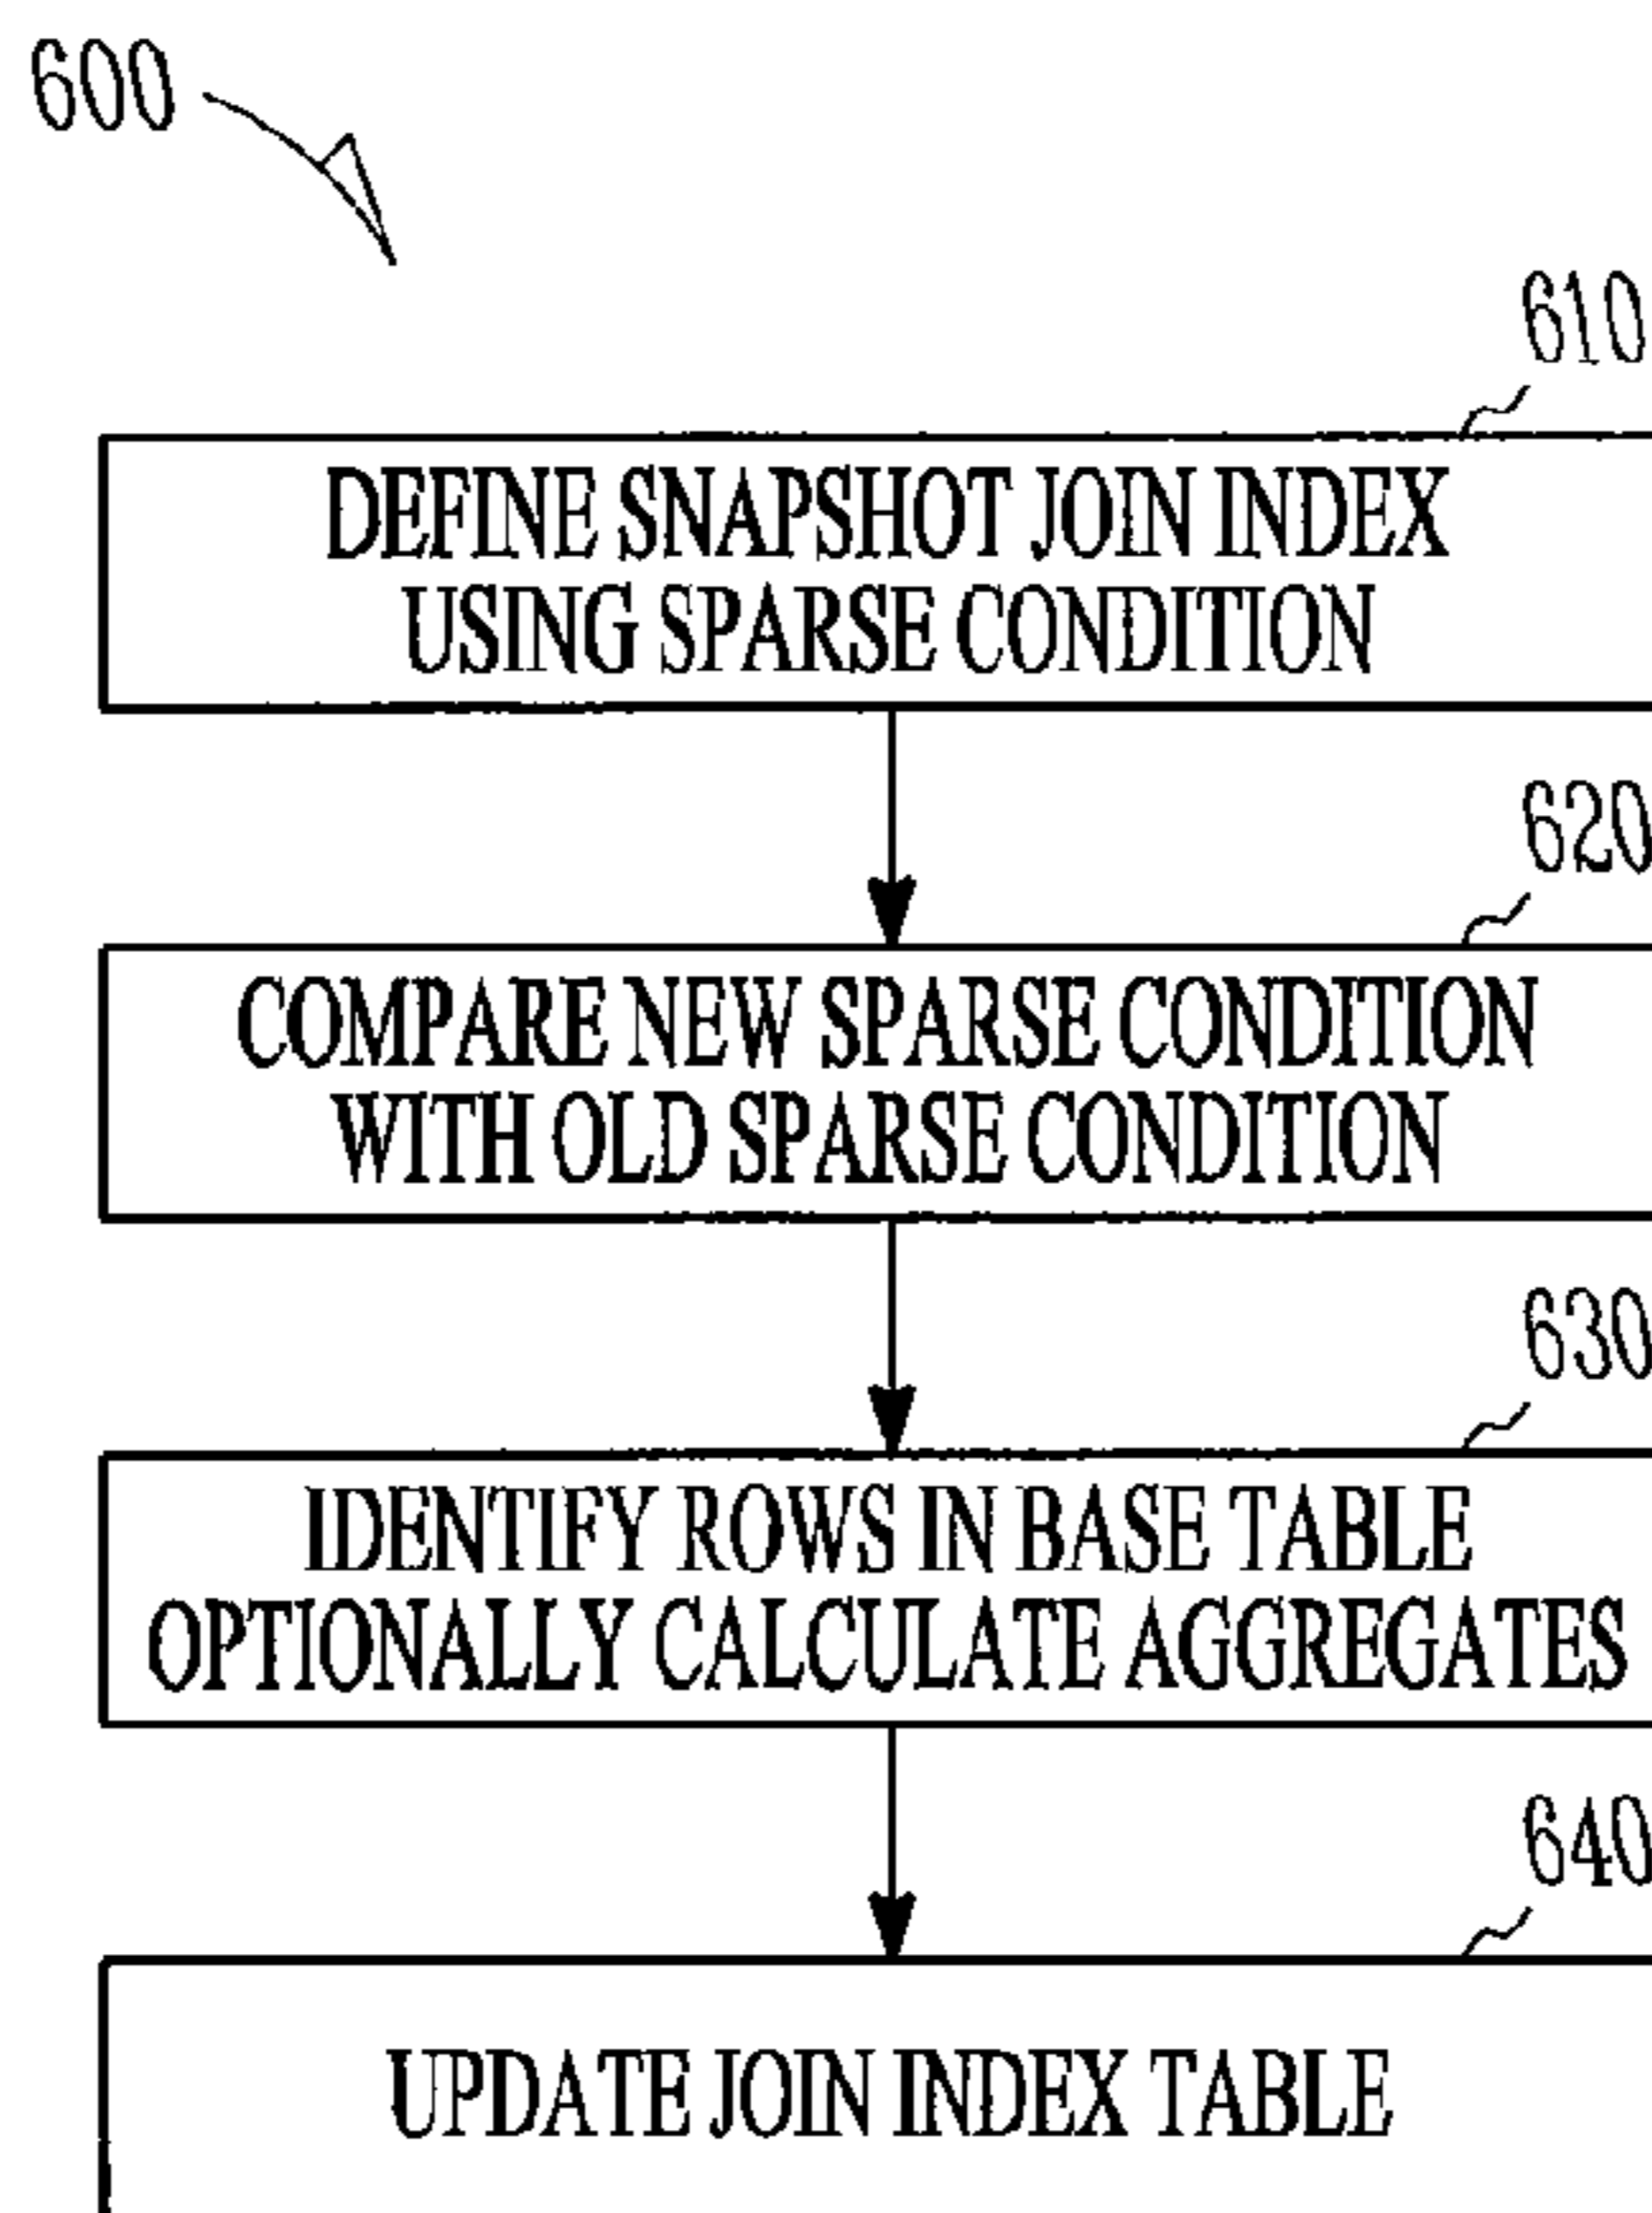 600
610
DEFINE SNAPSHOT JOIN INDEX
USING SPARSE CONDITION
620
COMPARE NEW SPARSE CONDITION
WITH OLD SPARSE CONDITION
630
IDENTIFY ROWS IN BASE TABLE
OPTIONALLY CALCULATE AGGREGATES
640
UPDATE JOIN INDEX TABLE